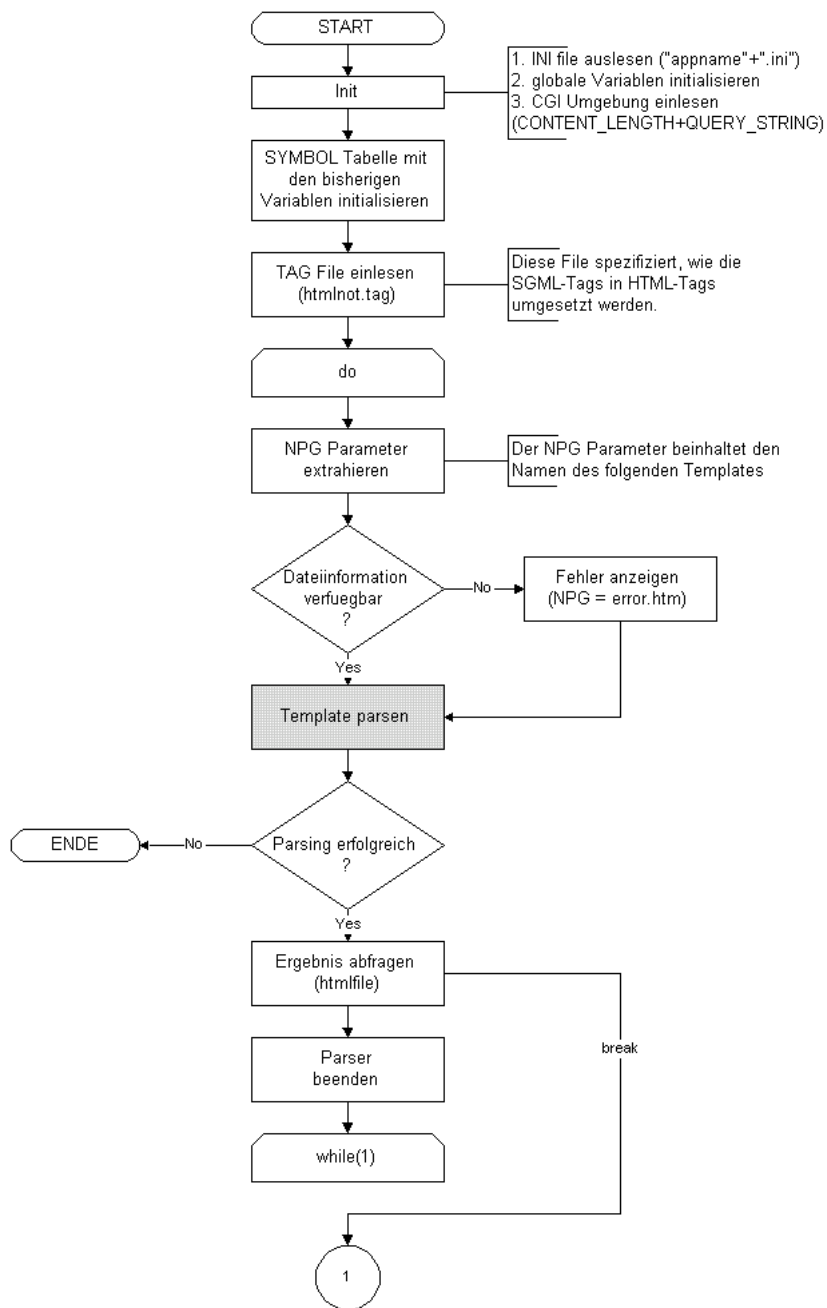 START
Init
1. INI file auslesen ("appname"+".ini")
2. globale Variablen initialisieren
3. CGI Umgebung einlesen
(CONTENT_LENGTH+QUERY_STRING)
SYMBOL Tabelle mit
den bisherigen
Variablen initialisieren
TAG File einlesen
(htmlnot.tag)
Diese File spezifiziert, wie die
SGML-Tags in HTML-Tags
umgesetzt werden.
do
NPG Parameter
extrahieren
Der NPG Parameter beinhaltet den
Namen des folgenden Templates
Dateiinformation
verfuegbar
?
No
Fehler anzeigen
(NPG = error.htm)
Yes
Template parsen
Parsing erfolgreich
?
No
ENDE
Yes
Ergebnis abfragen
(htmlfile)
break
Parser
beenden
while(1)
1